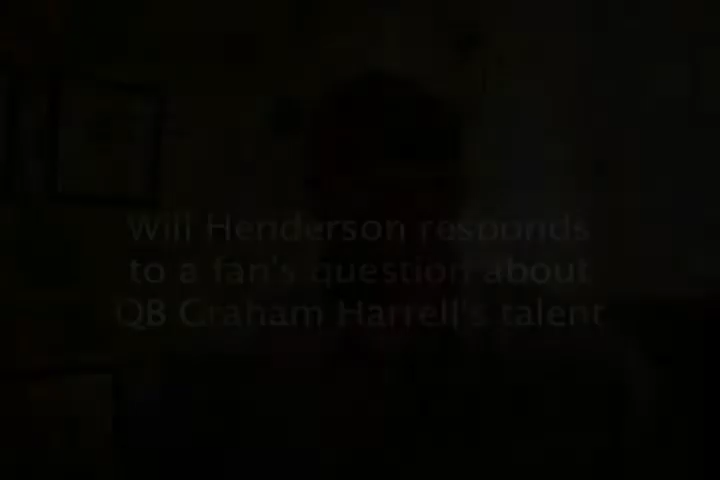 Will Henderson responds
to a fan's question about
QB Graham Harrell's talent